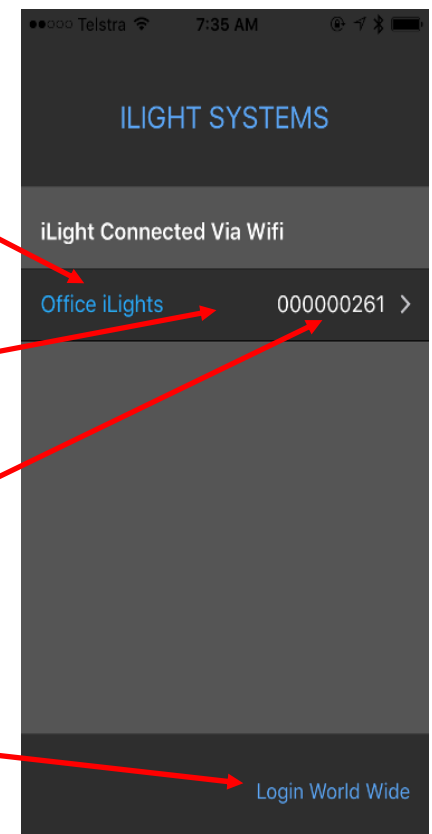 Telstra 7:35 AM
ILIGHT SYSTEMS
iLight Connected Via Wifi
Office iLights 000000261 >
Login World Wide